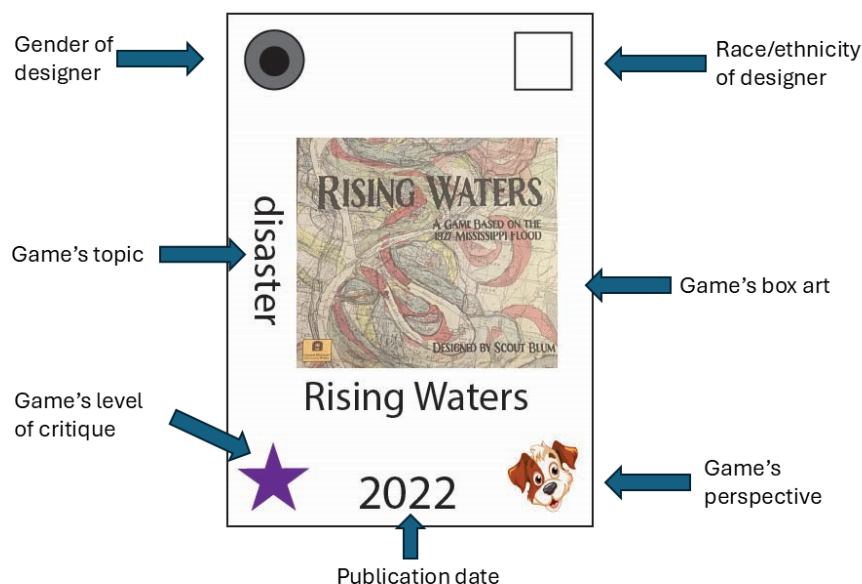 Gender of
designer
Race/ethnicity
of designer
RISING WATERS
A GAME BASED ON THE
1927 MISSISSIPPI FLOOD
disaster
Game's topic
Game's box art
DESIGNED BY SCOUT BLUM
Rising Waters
Game's level
of critique
Game's
perspective
2022
Publication date